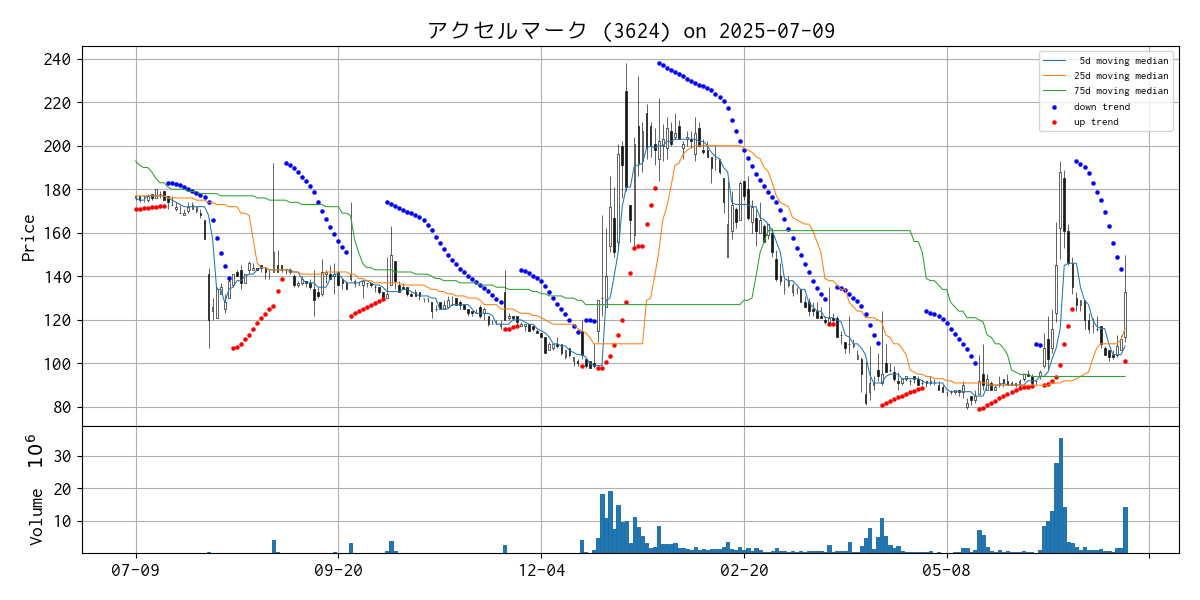 アクセルマーク (3624) on 2025-07-09
5d moving median
25d moving median
75d moving median
down trend
up trend
Price
240
220
200
180
160
140
120
100
80
Volume 10^6
30
20
10
07-09 09-20 12-04 02-20 05-08